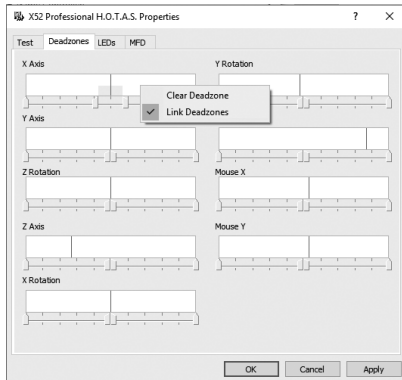 X52 Professional H.O.T.A.S. Properties
Test Deadzones LEDs MFD
X Axis
Y Rotation
Clear Deadzone
Link Deadzones
Y Axis
Z Rotation
Mouse X
Z Axis
Mouse Y
X Rotation
OK Cancel Apply